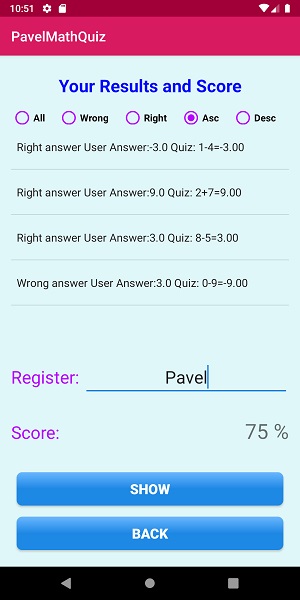 10:51
PavelMathQuiz
Your Results and Score
All Wrong Right Asc Desc
Right answer User Answer:-3.0 Quiz: 1-4=-3.00
Right answer User Answer:9.0 Quiz: 2+7=9.00
Right answer User Answer:3.0 Quiz: 8-5=3.00
Wrong answer User Answer:3.0 Quiz: 0-9=-9.00
Register: Pavel
Score: 75 %
SHOW
BACK